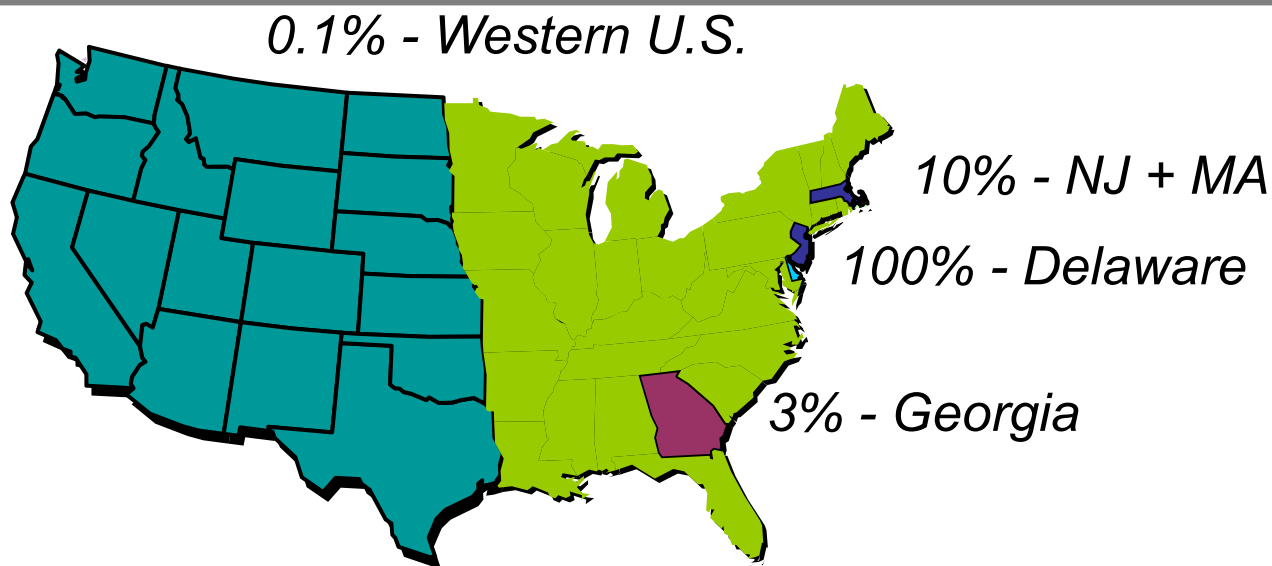 0.1% - Western U.S.
10% - NJ + MA
100% - Delaware
3% - Georgia